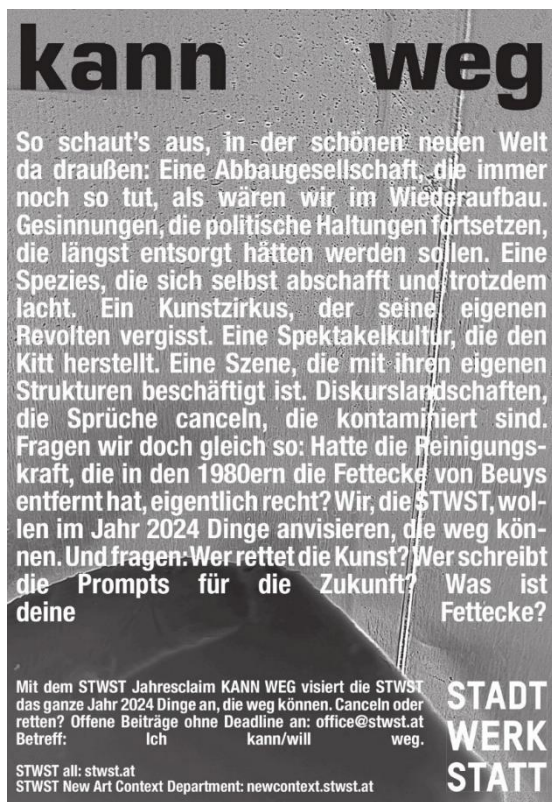 kann weg
So schaut's aus, in der schönen neuen Welt
da draußen: Eine Abbaugesellschaft, die immer
noch so tut, als wären wir im Wiederaufbau.
Gesinnungen, die politische Haltungen fortsetzen,
die längst entsorgt hätten werden sollen. Eine
Spezies, die sich selbst abschafft und trotzdem
lacht. Ein Kunstzirkus, der seine eigenen
Revolten vergisst. Eine Spektakelkultur, die den
Kitt herstellt. Eine Szene, die mit ihren eigenen
Strukturen beschäftigt ist. Diskurslandschaften,
die Sprüche canceln, die kontaminiert sind.
Fragen wir doch gleich so: Hatte die Reinigungs-
kraft, die in den 1980ern die Fettecke von Beuys
entfernt hat, eigentlich recht? Wir, die STWST, wol-
len im Jahr 2024 Dinge anvisieren, die weg kön-
nen. Und fragen: Wer rettet die Kunst? Wer schreibt
die Prompts für die Zukunft? Was ist
deine Fettecke?
Mit dem STWST Jahresclaim KANN WEG visiert die STWST
das ganze Jahr 2024 Dinge an, die weg können. Canceln oder
retten? Offene Beiträge ohne Deadline an: office@stwst.at
Betreff: Ich kann/will weg.
STWST all: stwst.at
STWST New Art Context Department: newcontext.stwst.at
STADT
WERK
STATT